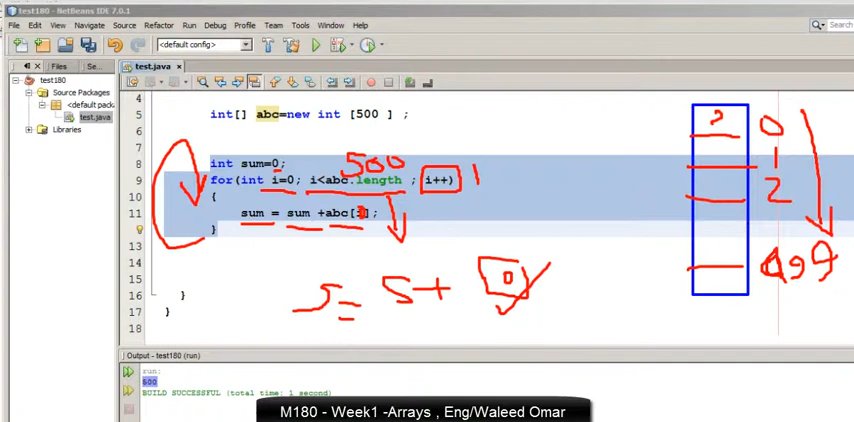 test180 - NetBeans IDE 7.0.1
File Edit View Navigate Source Refactor Run Debug Profile Team Tools Window Help
<default config>
Search
Files Se...
test.java
test180
Source Packages
<default pack
test.java
Libraries
4
5 int[] abc=new int [500 ] ;
6
7
500
8 int sum=0;
9 for(int i=0; i<abc.length ; i++) 1
10 {
11 sum = sum +abc[ ];
12 }
13
14
15
16 }
17 }
18
? 0
1
2
499
S = S + 0
Output - test180 (run)
run:
500
BUILD SUCCESSFUL (total time: 1 second)
M180 - Week1 -Arrays , Eng/Waleed Omar